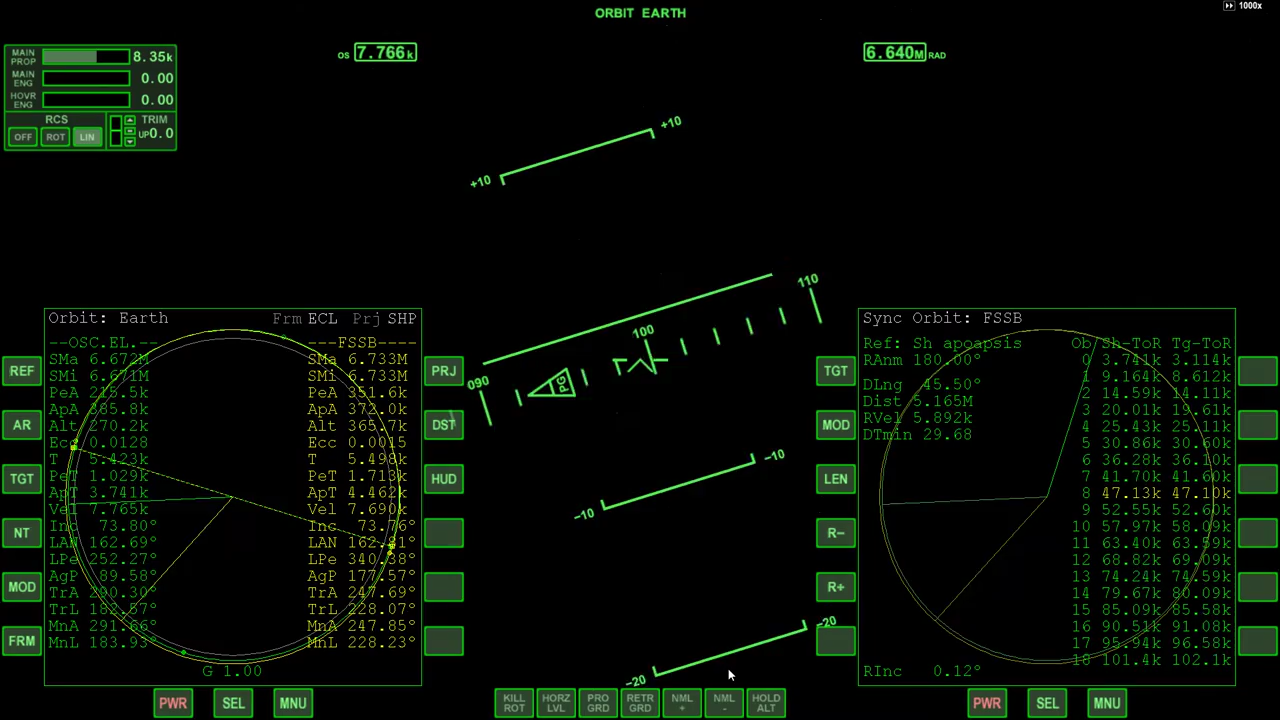 ORBIT EARTH
1000x
MAIN PROP 8.35k
MAIN ENG 0.00
HOVR ENG 0.00
RCS TRIM
OFF ROT LIN UP 0.0
OS 7.766k
6.640M RAD
+10 +10
110
100
090
PG
-10 -10
-20 -20
Orbit: Earth Frm ECL Prj SHP
--OSC.EL.-- ---FSSB----
SMa 6.672M SMa 6.733M
SMi 6.671M SMi 6.733M
PeA 215.5k PeA 351.6k
ApA 385.8k ApA 372.0k
Alt 270.2k Alt 365.7k
Ecc 0.0128 Ecc 0.0015
T 5.423k T 5.498k
PeT 1.029k PeT 1.713k
ApT 3.741k ApT 4.462k
Vel 7.765k Vel 7.690k
Inc 73.80° Inc 73.76°
LAN 162.69° LAN
LPe 252.27° LPe 340.38°
AgP 89.58° AgP 177.57°
TrA 290.30° TrA 247.69°
TrL 182.57° TrL 228.07°
MnA 291.66° MnA 247.85°
MnL 183.93° MnL 228.23°
G 1.00
REF
AR
TGT
NT
MOD
FRM
PRJ
DST
HUD
PWR SEL MNU
KILL ROT
HORZ LVL
PRO GRD
RETR GRD
NML +
NML -
HOLD ALT
Sync Orbit: FSSB
Ref: Sh apoapsis
RAnm 180.00°
DLng 45.50°
Dist 5.165M
RVel 5.892k
DTmin 29.68
Ob Sh-ToR Tg-ToR
0 3.741k 3.114k
1 9.164k 8.612k
2 14.59k 14.11k
3 20.01k 19.61k
4 25.43k 25.11k
5 30.86k 30.60k
6 36.28k 36.10k
7 41.70k 41.60k
8 47.13k 47.10k
9 52.55k 52.60k
10 57.97k 58.09k
11 63.40k 63.59k
12 68.82k 69.09k
13 74.24k 74.59k
14 79.67k 80.09k
15 85.09k 85.58k
16 90.51k 91.08k
17 95.94k 96.58k
18 101.4k 102.1k
RInc 0.12°
TGT
MOD
LEN
R-
R+
PWR SEL MNU